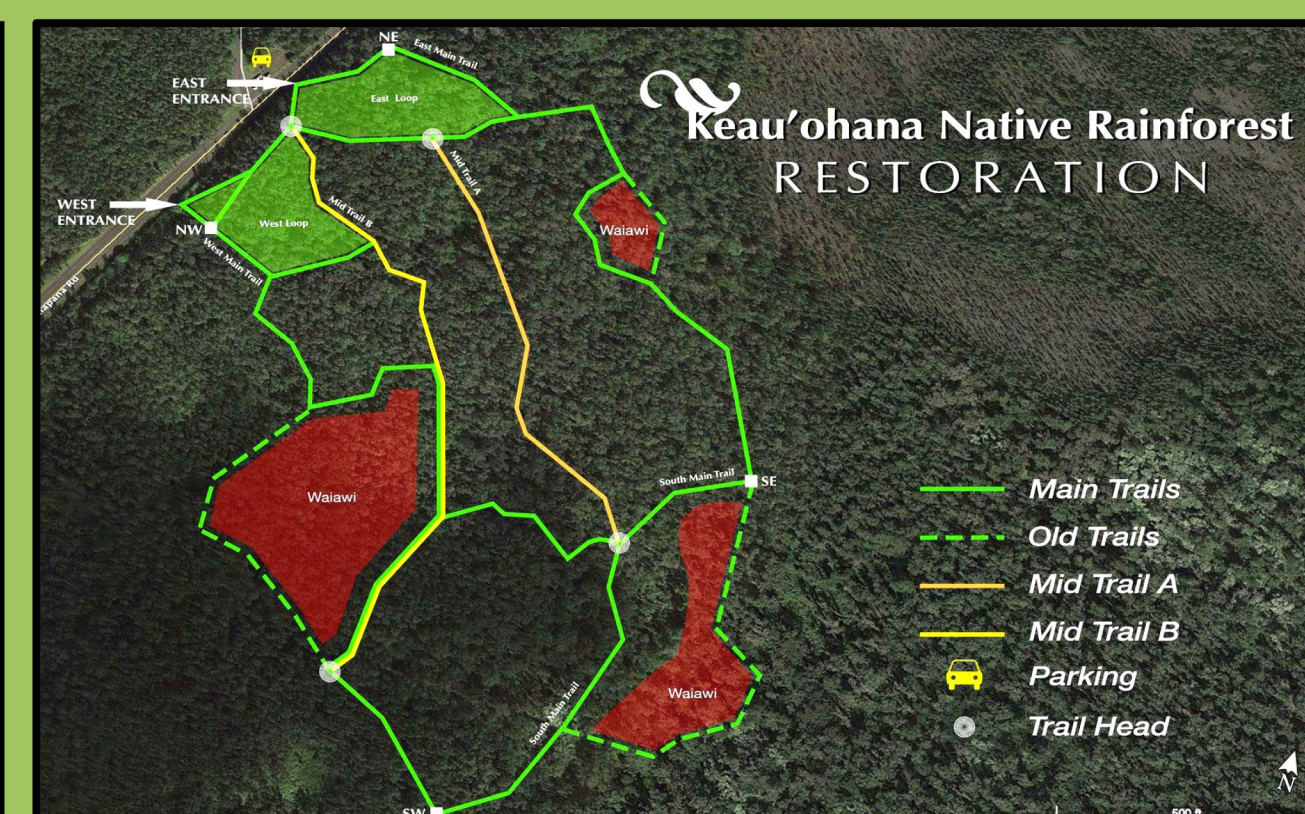 NE
East Main Trail
EAST
ENTRANCE
East Loop
Keau’ohana Native Rainforest
RESTORATION
Mid Trail A
WEST
ENTRANCE
Mid Trail B
West Loop
NW
Waiawi
West Main Trail
South Main Trail
SE
Waiawi
Main Trails
Old Trails
Mid Trail A
Mid Trail B
Parking
Trail Head
Waiawi
South Main Trail
N
SW
500 ft